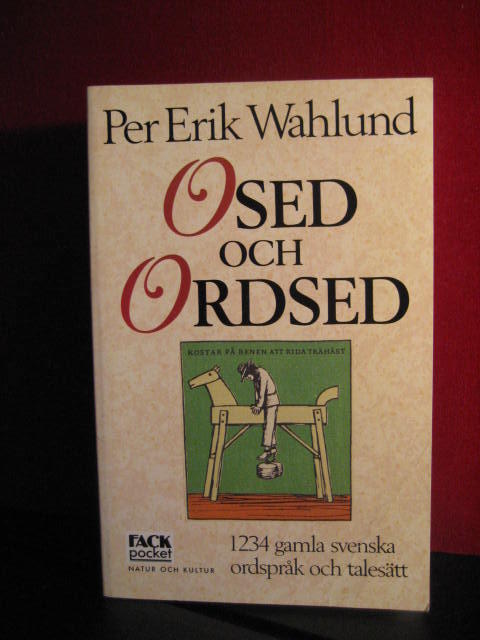 Per Erik Wahlund
OSED
OCH
ORDSED
KOSTAR PÅ BENEN ATT RIDA TRÄHÄST
FACK
pocket
NATUR OCH KULTUR
1234 gamla svenska
ordspråk och talesätt